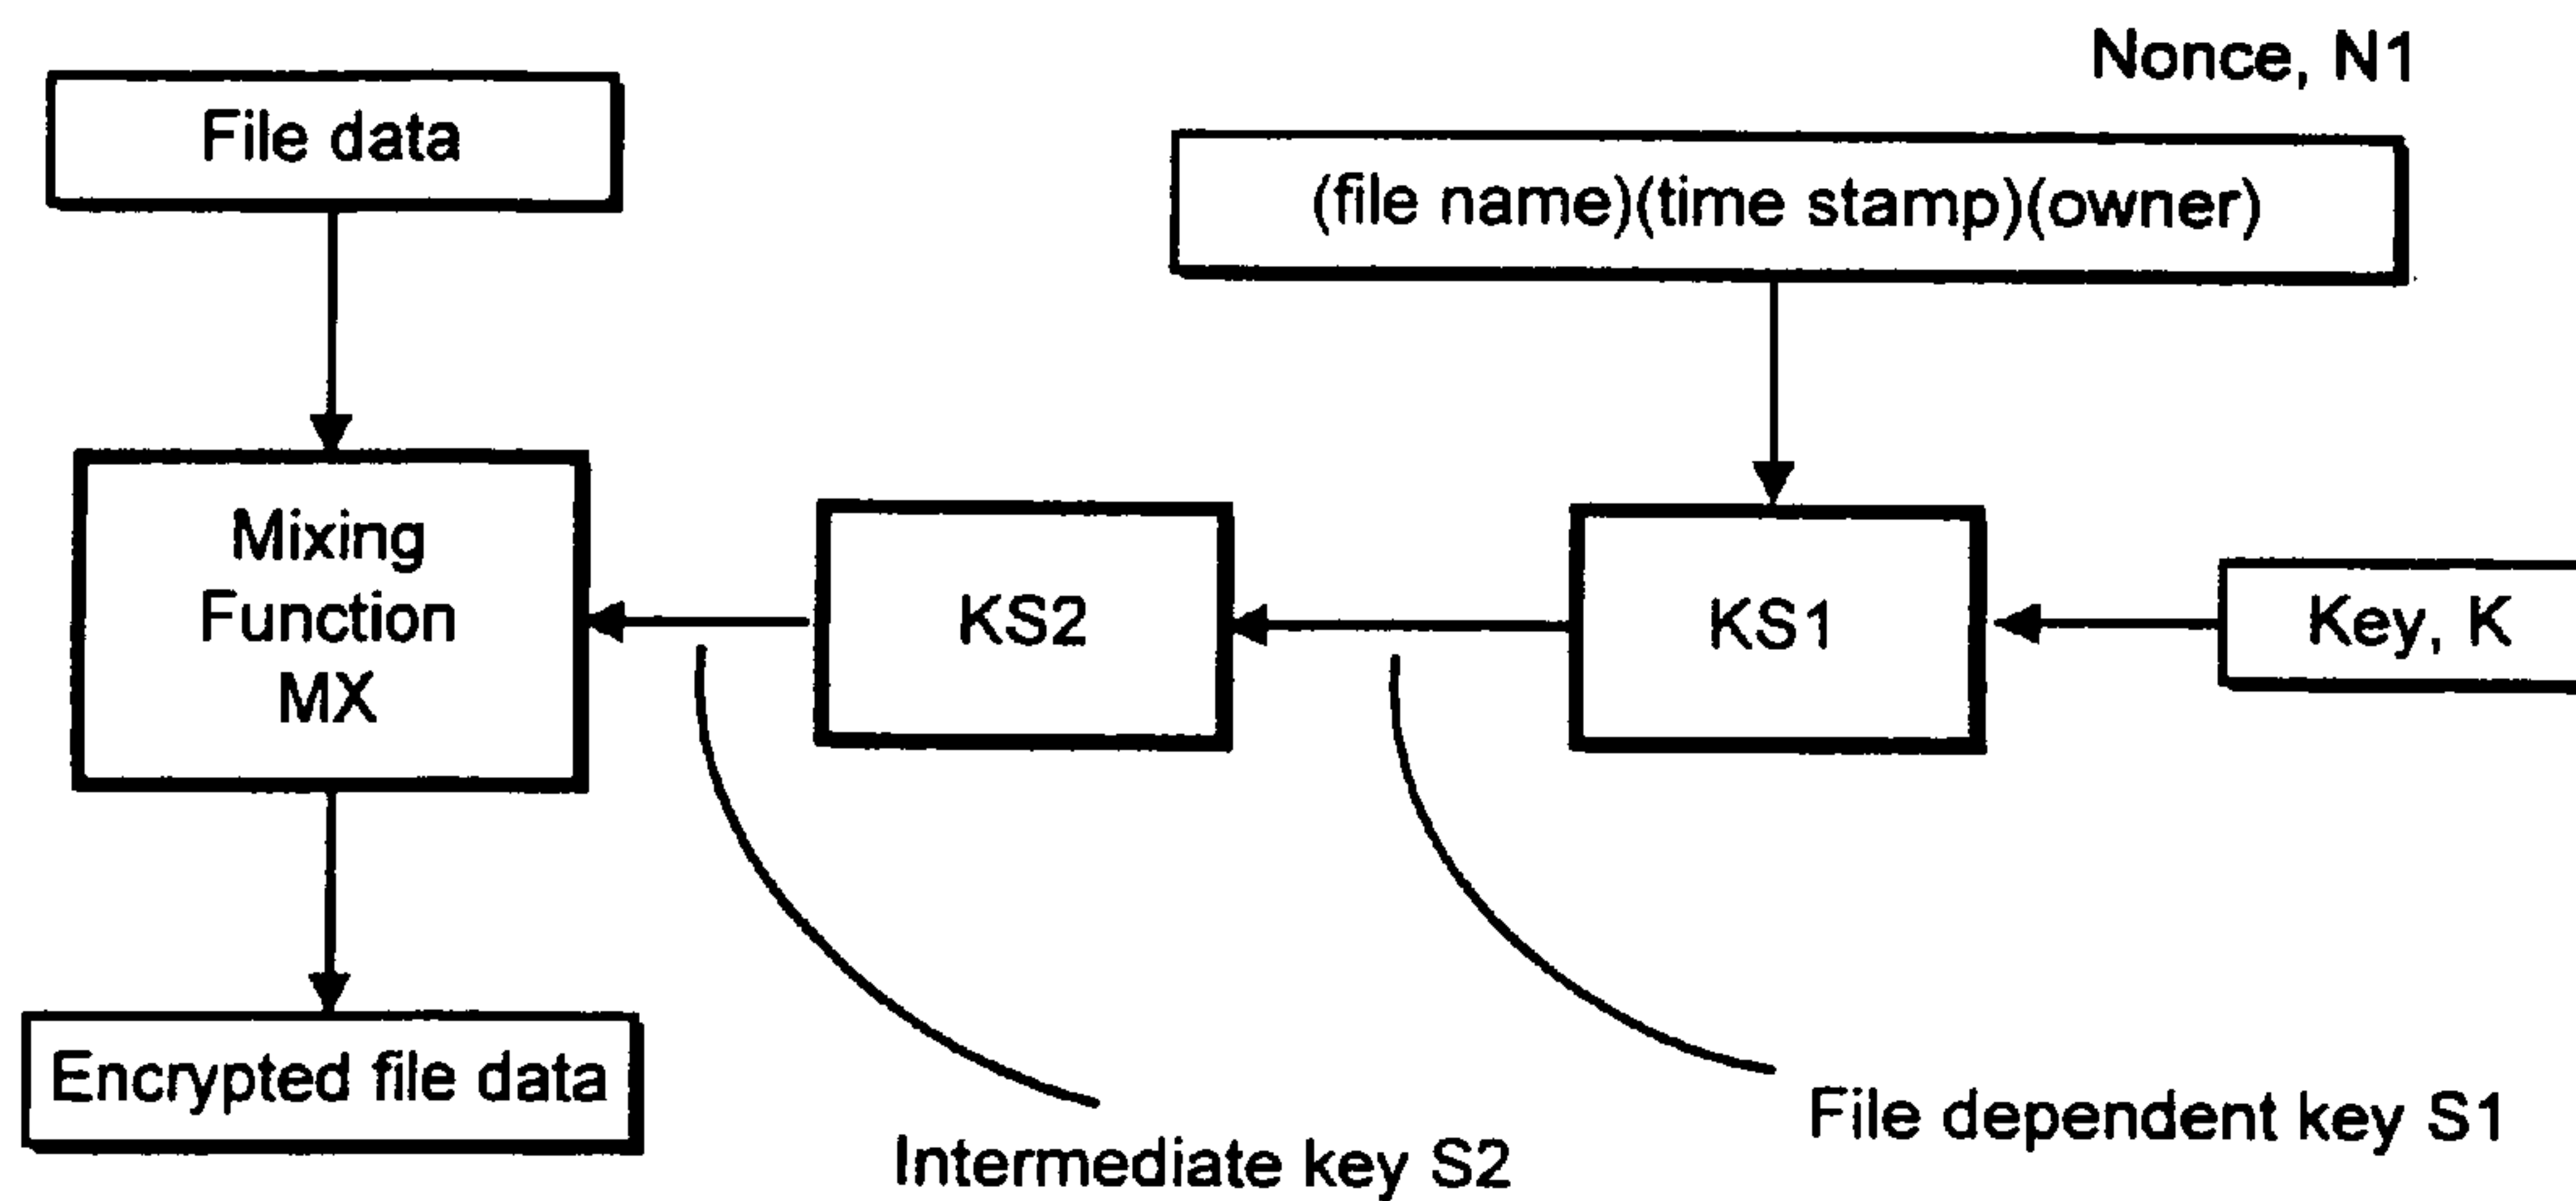 Nonce, N1
File data
(file name)(time stamp)(owner)
Mixing
Function
MX
KS2
KS1
Key, K
Encrypted file data
Intermediate key S2
File dependent key S1